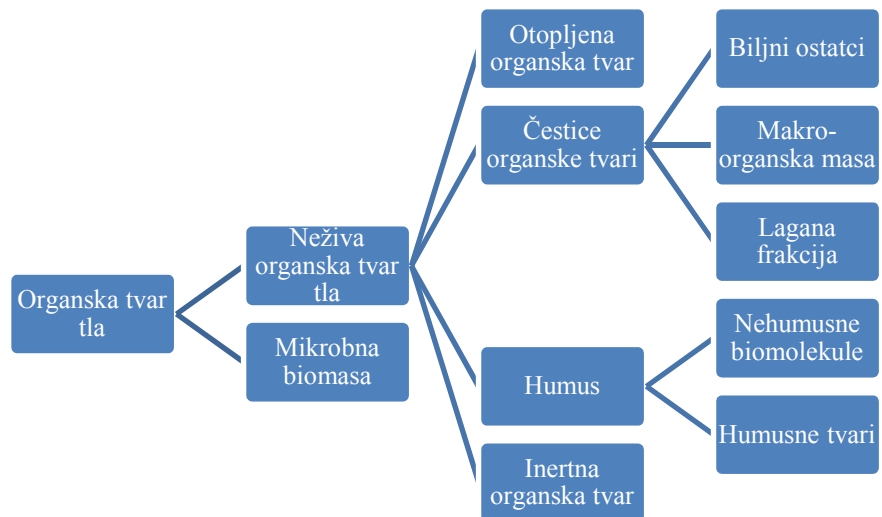 Organska tvar
tla
Neživa
organska tvar
tla
Mikrobna
biomasa
Otopljena
organska tvar
Čestice
organske tvari
Humus
Inertna
organska tvar
Biljni ostatci
Makro-
organska masa
Lagana
frakcija
Nehumusne
biomolekule
Humusne tvari